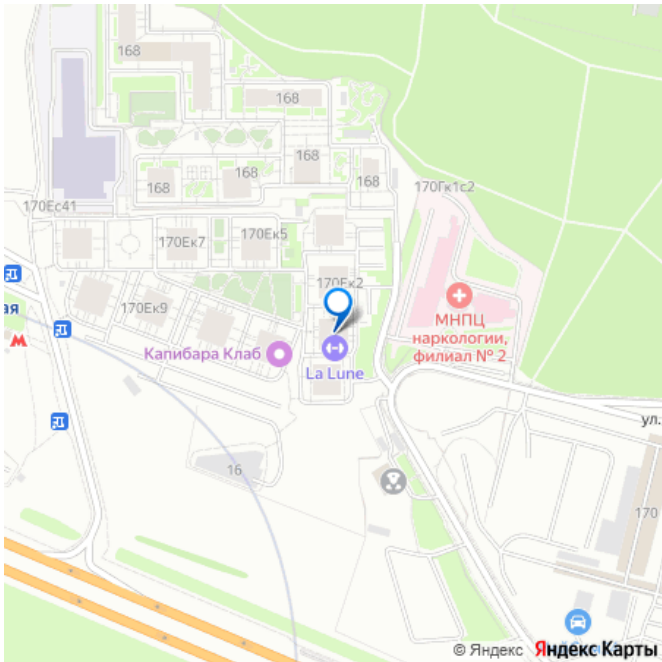 168
168
168
168
168
168
170Ес41
170Гк1с2
170Ек7
170Ек5
170Ек2
170Ек9
ая
МНПЦ
наркологии,
филиал № 2
Капибара Клаб
La Lune
ул.
16
170
© Яндекс
Яндекс Карты